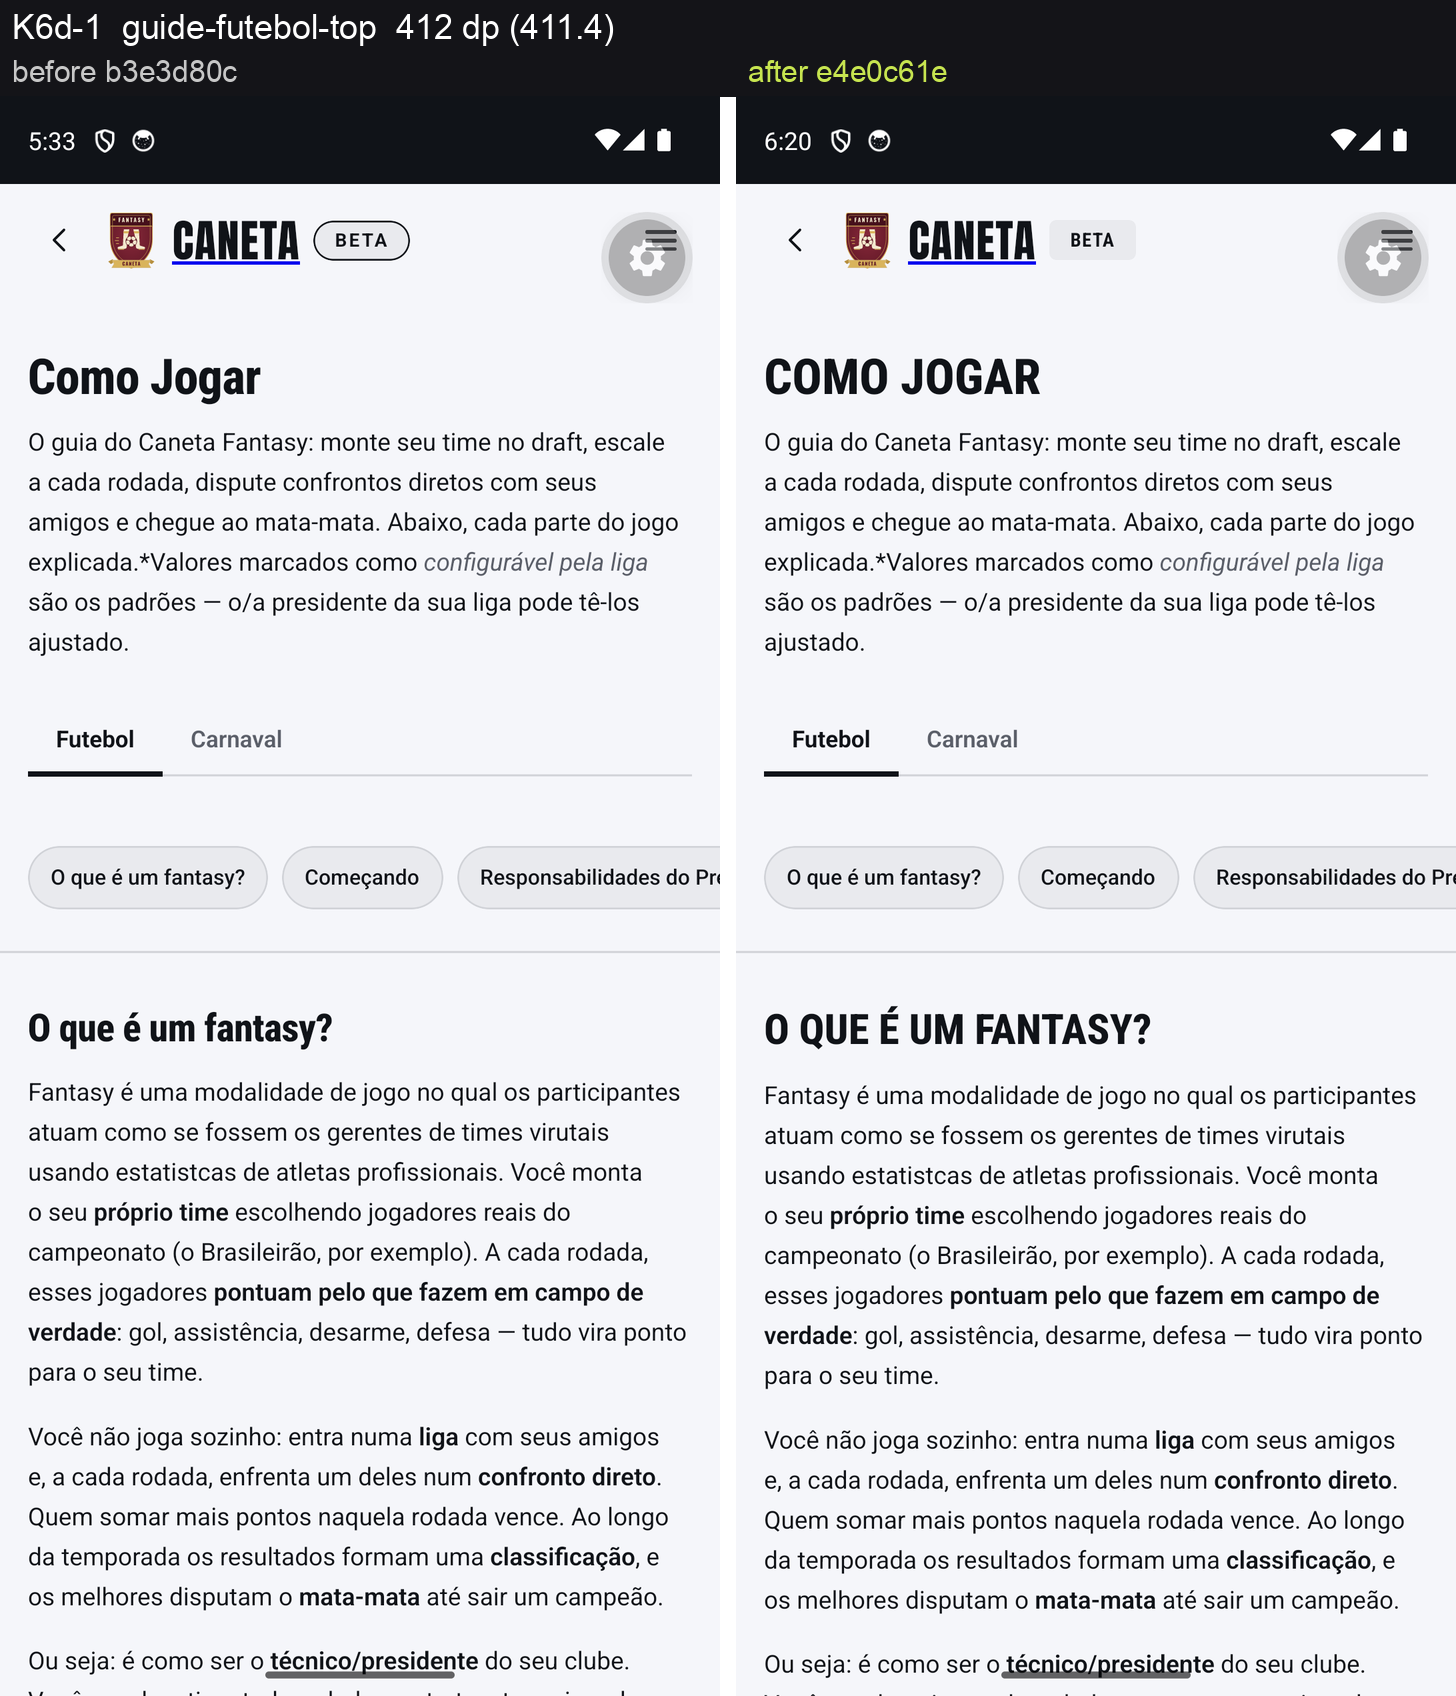 K6d-1 guide-futebol-top 412 dp (411.4)
before b3e3d80c
5:33
FANTASY
CANETA
CANETA
BETA
Como Jogar
O guia do Caneta Fantasy: monte seu time no draft, escale
a cada rodada, dispute confrontos diretos com seus
amigos e chegue ao mata-mata. Abaixo, cada parte do jogo
explicada.*Valores marcados como configurável pela liga
são os padrões — o/a presidente da sua liga pode tê-los
ajustado.
Futebol Carnaval
O que é um fantasy? Começando Responsabilidades do Pre
O que é um fantasy?
Fantasy é uma modalidade de jogo no qual os participantes
atuam como se fossem os gerentes de times virutais
usando estatistcas de atletas profissionais. Você monta
o seu próprio time escolhendo jogadores reais do
campeonato (o Brasileirão, por exemplo). A cada rodada,
esses jogadores pontuam pelo que fazem em campo de
verdade: gol, assistência, desarme, defesa — tudo vira ponto
para o seu time.
Você não joga sozinho: entra numa liga com seus amigos
e, a cada rodada, enfrenta um deles num confronto direto.
Quem somar mais pontos naquela rodada vence. Ao longo
da temporada os resultados formam uma classificação, e
os melhores disputam o mata-mata até sair um campeão.
Ou seja: é como ser o técnico/presidente do seu clube.
after e4e0c61e
6:20
FANTASY
CANETA
CANETA
BETA
COMO JOGAR
O guia do Caneta Fantasy: monte seu time no draft, escale
a cada rodada, dispute confrontos diretos com seus
amigos e chegue ao mata-mata. Abaixo, cada parte do jogo
explicada.*Valores marcados como configurável pela liga
são os padrões — o/a presidente da sua liga pode tê-los
ajustado.
Futebol Carnaval
O que é um fantasy? Começando Responsabilidades do Pre
O QUE É UM FANTASY?
Fantasy é uma modalidade de jogo no qual os participantes
atuam como se fossem os gerentes de times virutais
usando estatistcas de atletas profissionais. Você monta
o seu próprio time escolhendo jogadores reais do
campeonato (o Brasileirão, por exemplo). A cada rodada,
esses jogadores pontuam pelo que fazem em campo de
verdade: gol, assistência, desarme, defesa — tudo vira ponto
para o seu time.
Você não joga sozinho: entra numa liga com seus amigos
e, a cada rodada, enfrenta um deles num confronto direto.
Quem somar mais pontos naquela rodada vence. Ao longo
da temporada os resultados formam uma classificação, e
os melhores disputam o mata-mata até sair um campeão.
Ou seja: é como ser o técnico/presidente do seu clube.